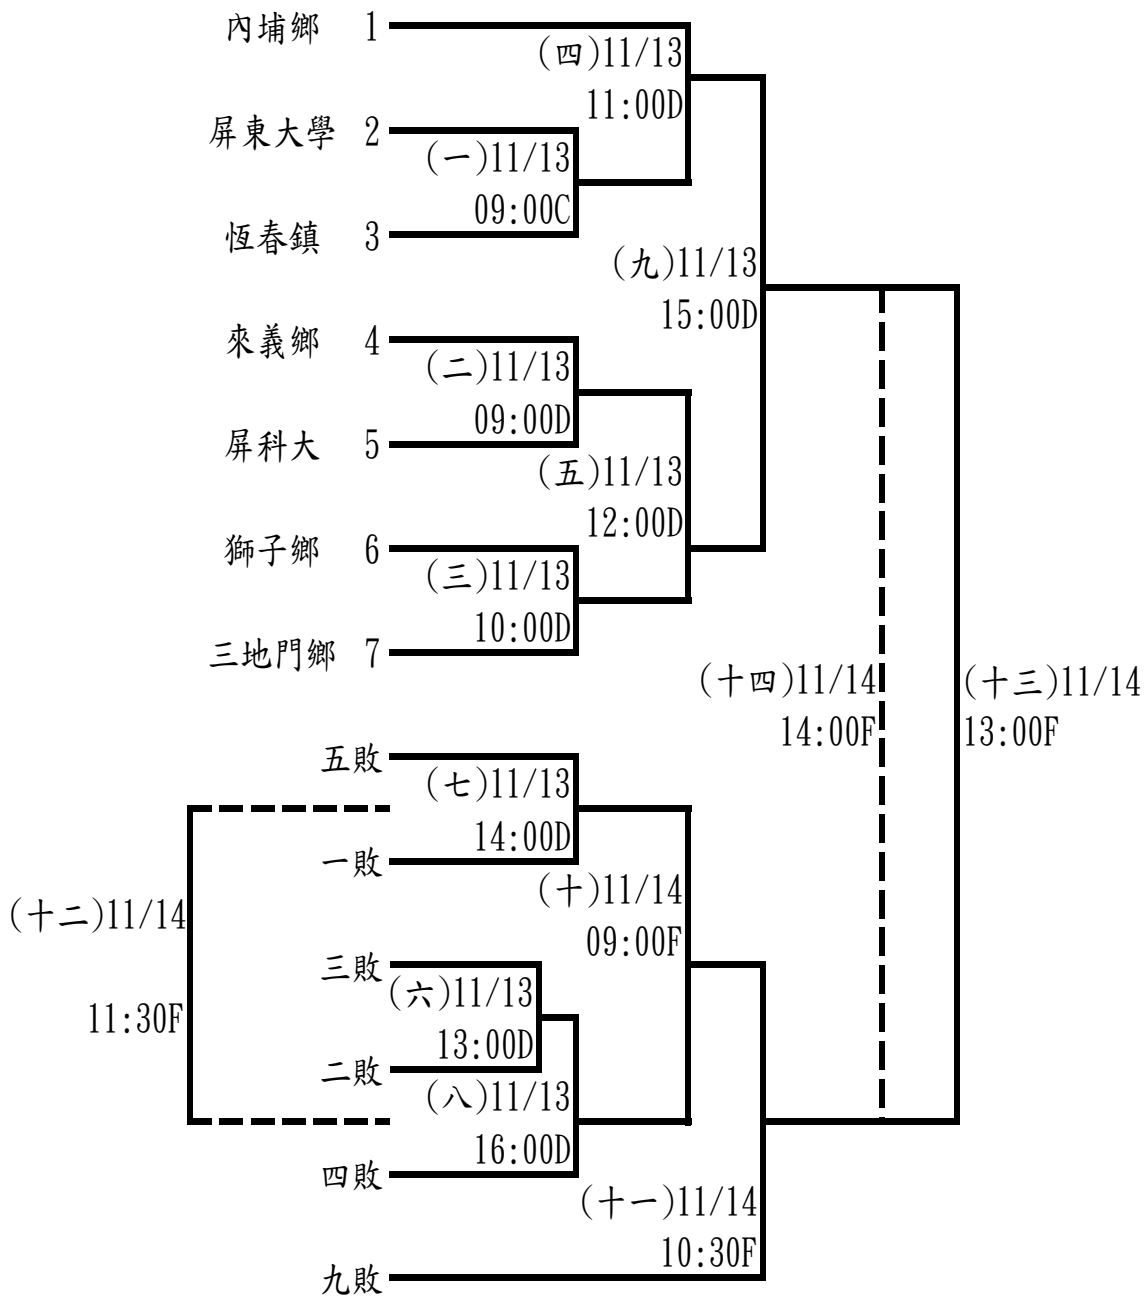 內埔鄉 1
(四)11/13
11:00D
屏東大學 2
(一)11/13
09:00C
恆春鎮 3
(九)11/13
15:00D
來義鄉 4
(二)11/13
09:00D
屏科大 5
(五)11/13
12:00D
獅子鄉 6
(三)11/13
10:00D
三地門鄉 7
(十四)11/14
14:00F
(十三)11/14
13:00F
五敗
(七)11/13
14:00D
一敗
(十)11/14
09:00F
(十二)11/14
11:30F
三敗
(六)11/13
13:00D
二敗
(八)11/13
16:00D
四敗
(十一)11/14
10:30F
九敗